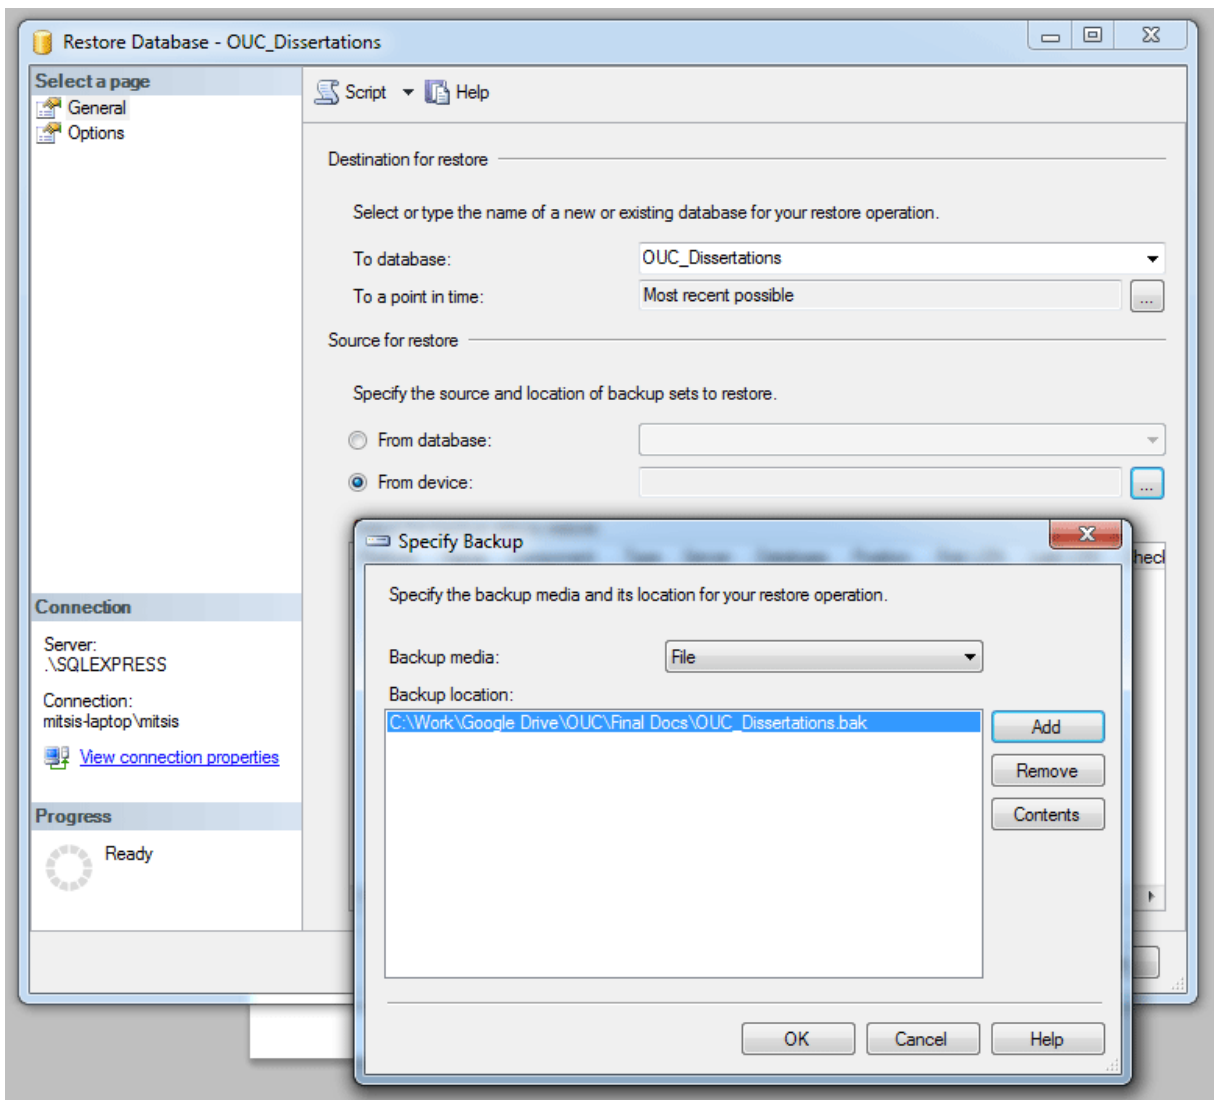 Restore Database - OUC_Dissertations
Select a page
General
Options
Script
Help
Destination for restore
Select or type the name of a new or existing database for your restore operation.
To database:
OUC_Dissertations
To a point in time:
Most recent possible
...
Source for restore
Specify the source and location of backup sets to restore.
From database:
From device:
...
Specify Backup
Specify the backup media and its location for your restore operation.
Backup media:
File
Backup location:
C:\Work\Google Drive\OUC\Final Docs\OUC_Dissertations.bak
Add
Remove
Contents
OK
Cancel
Help
Connection
Server:
.\SQLEXPRESS
Connection:
mitsis-laptop\mitsis
View connection properties
Progress
Ready